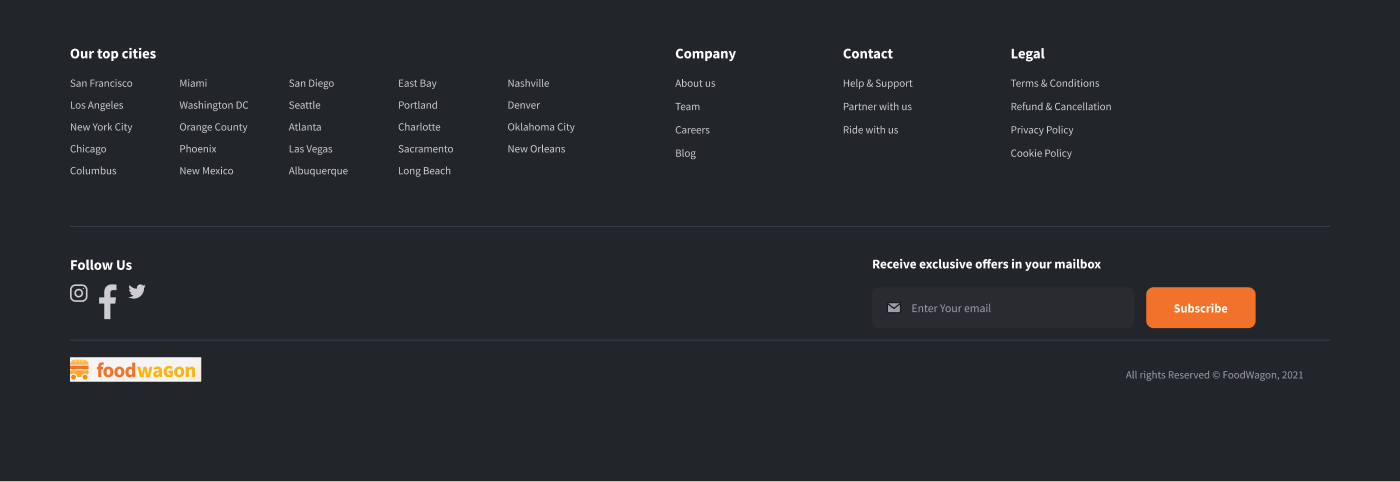 Our top cities
San Francisco Miami San Diego East Bay Nashville
Los Angeles Washington DC Seattle Portland Denver
New York City Orange County Atlanta Charlotte Oklahoma City
Chicago Phoenix Las Vegas Sacramento New Orleans
Columbus New Mexico Albuquerque Long Beach
Company
About us
Team
Careers
Blog
Contact
Help & Support
Partner with us
Ride with us
Legal
Terms & Conditions
Refund & Cancellation
Privacy Policy
Cookie Policy
Follow Us
Receive exclusive offers in your mailbox
Enter Your email
Subscribe
foodwagon
All rights Reserved © FoodWagon, 2021